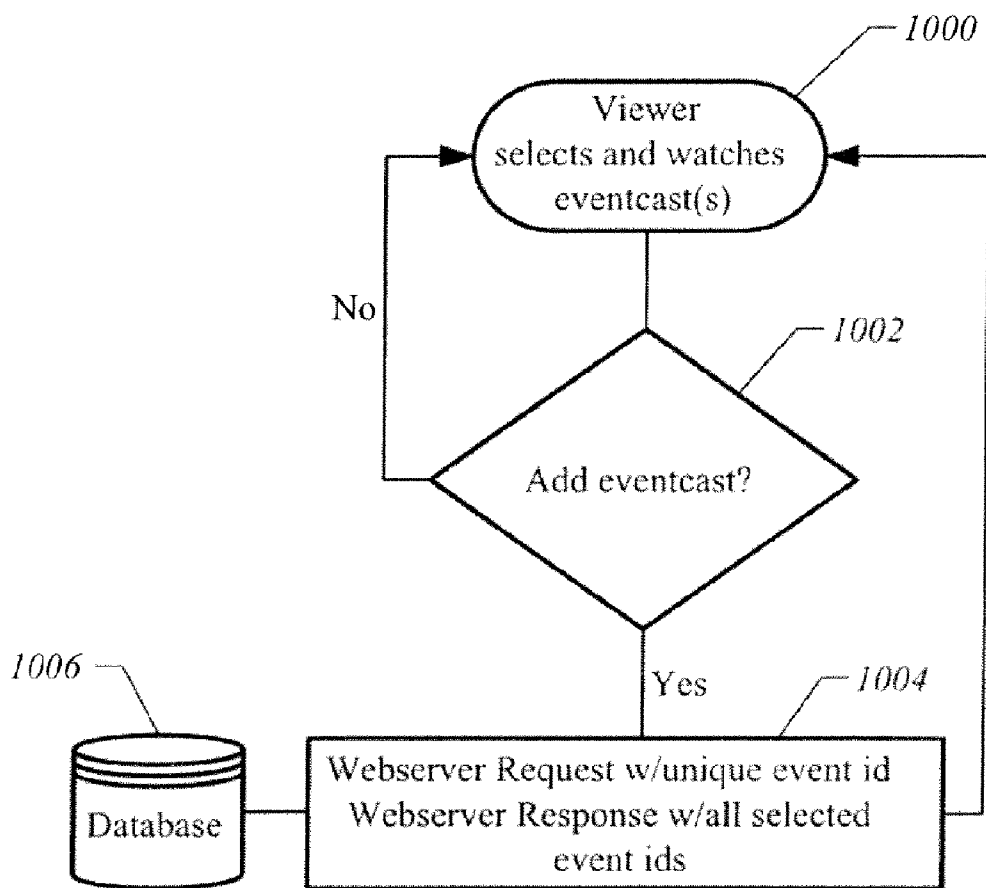 1000
Viewer
selects and watches
eventcast(s)
No
1002
Add eventcast?
1006
Yes
1004
Webserver Request w/unique event id
Webserver Response w/all selected
event ids
Database